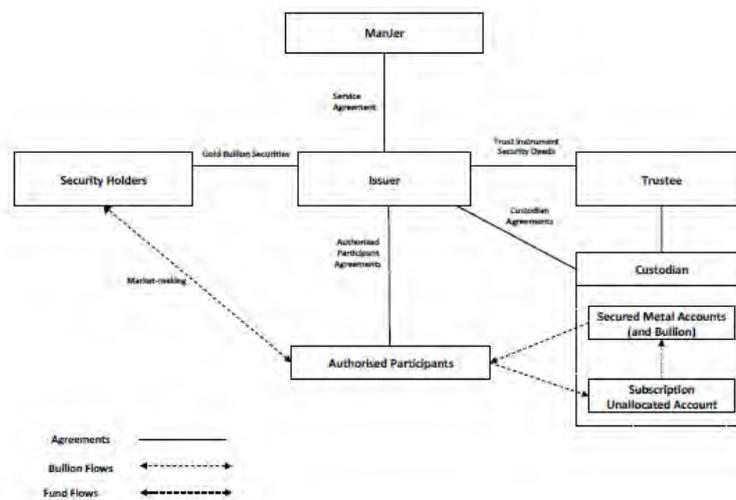 ManJer
Service
Agreement
Trust Instrument
Security Deeds
Gold Bullion Securities
Security Holders
Issuer
Trustee
Custodian
Agreements
Authorised
Participant
Agreements
Custodian
Market-making
Secured Metal Accounts
(and Bullion)
Authorised Participants
Subscription
Unallocated Account
Agreements
Bullion Flows
Fund Flows